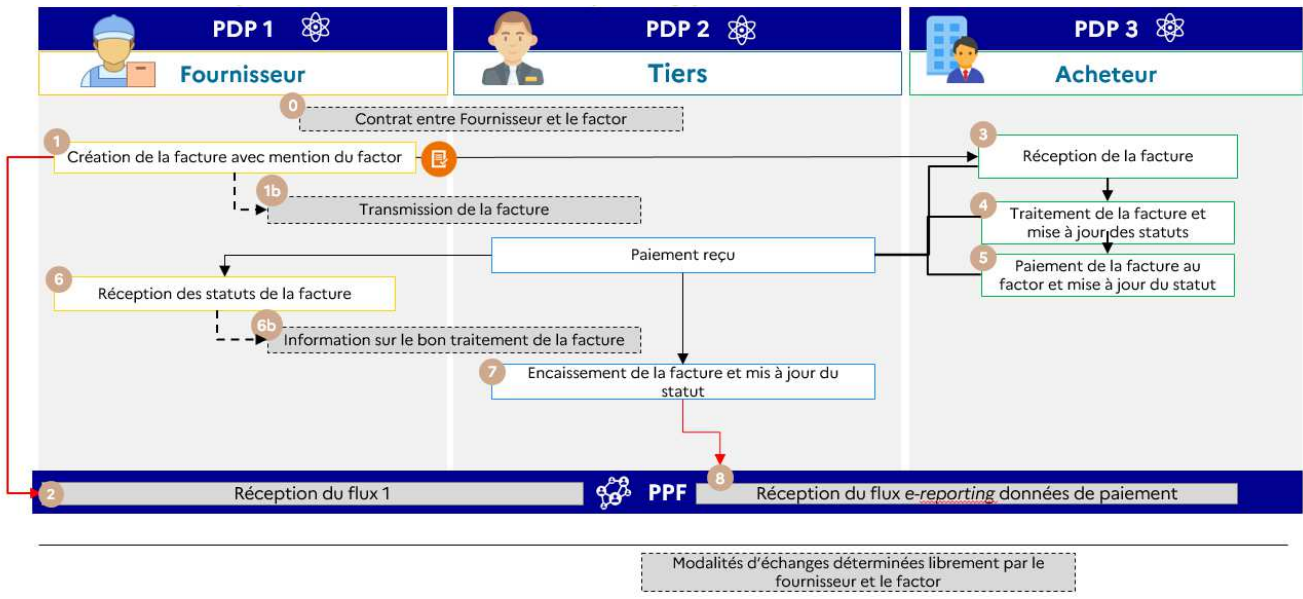 PDP 1
PDP 2
PDP 3
Fournisseur
Tiers
Acheteur
0
Contrat entre Fournisseur et le factor
1
Création de la facture avec mention du factor
3
Réception de la facture
1b
Transmission de la facture
4
Traitement de la facture et
mise à jour des statuts
Paiement reçu
5
Paiement de la facture au
factor et mise à jour du statut
6
Réception des statuts de la facture
6b
Information sur le bon traitement de la facture
7
Encaissement de la facture et mis à jour du
statut
2
Réception du flux 1
PPF
8
Réception du flux e-reporting données de paiement
Modalités d'échanges déterminées librement par le
fournisseur et le factor